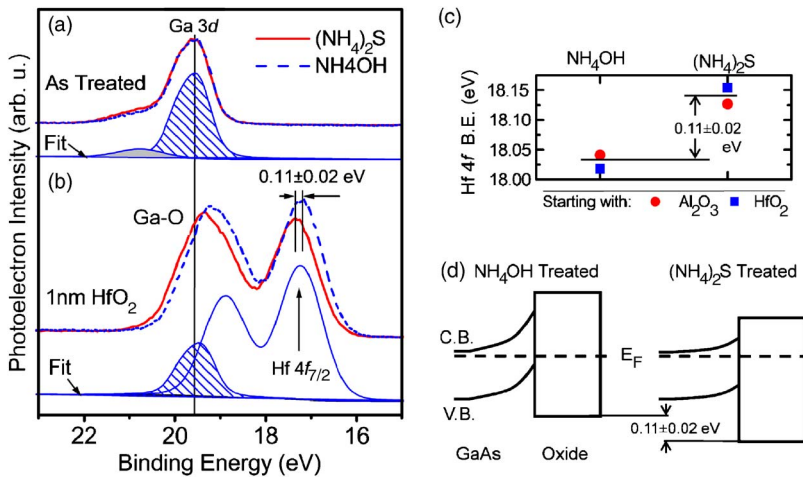 (a)
Ga 3d
(NH₄)₂S
NH4OH
As Treated
Fit
(b)
0.11±0.02 eV
Ga-O
1nm HfO₂
Hf 4f₇/₂
Fit
22 20 18 16
Binding Energy (eV)
Photoelectron Intensity (arb. u.)
(c)
NH₄OH (NH₄)₂S
18.15
18.10
18.05
18.00
Hf 4f B.E. (eV)
0.11±0.02
eV
Starting with: Al₂O₃ HfO₂
(d)
NH₄OH Treated (NH₄)₂S Treated
C.B.
E_F
V.B.
0.11±0.02 eV
GaAs Oxide